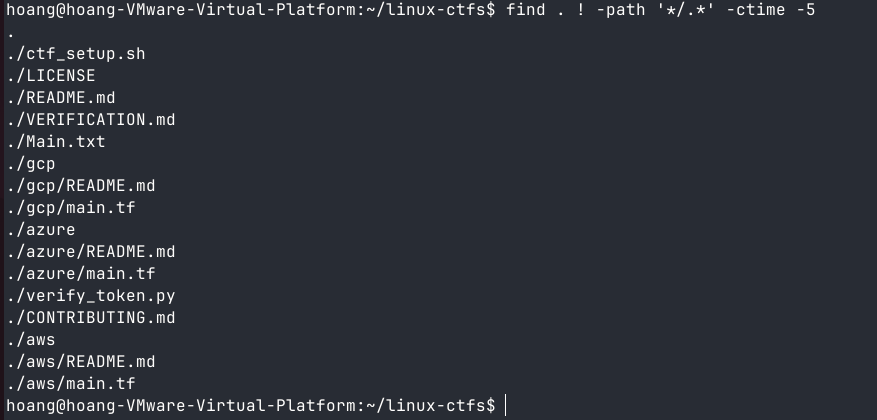 hoang@hoang-VMware-Virtual-Platform:~/linux-ctfs$ find . ! -path '*/.*' -ctime -5
.
./ctf_setup.sh
./LICENSE
./README.md
./VERIFICATION.md
./Main.txt
./gcp
./gcp/README.md
./gcp/main.tf
./azure
./azure/README.md
./azure/main.tf
./verify_token.py
./CONTRIBUTING.md
./aws
./aws/README.md
./aws/main.tf
hoang@hoang-VMware-Virtual-Platform:~/linux-ctfs$